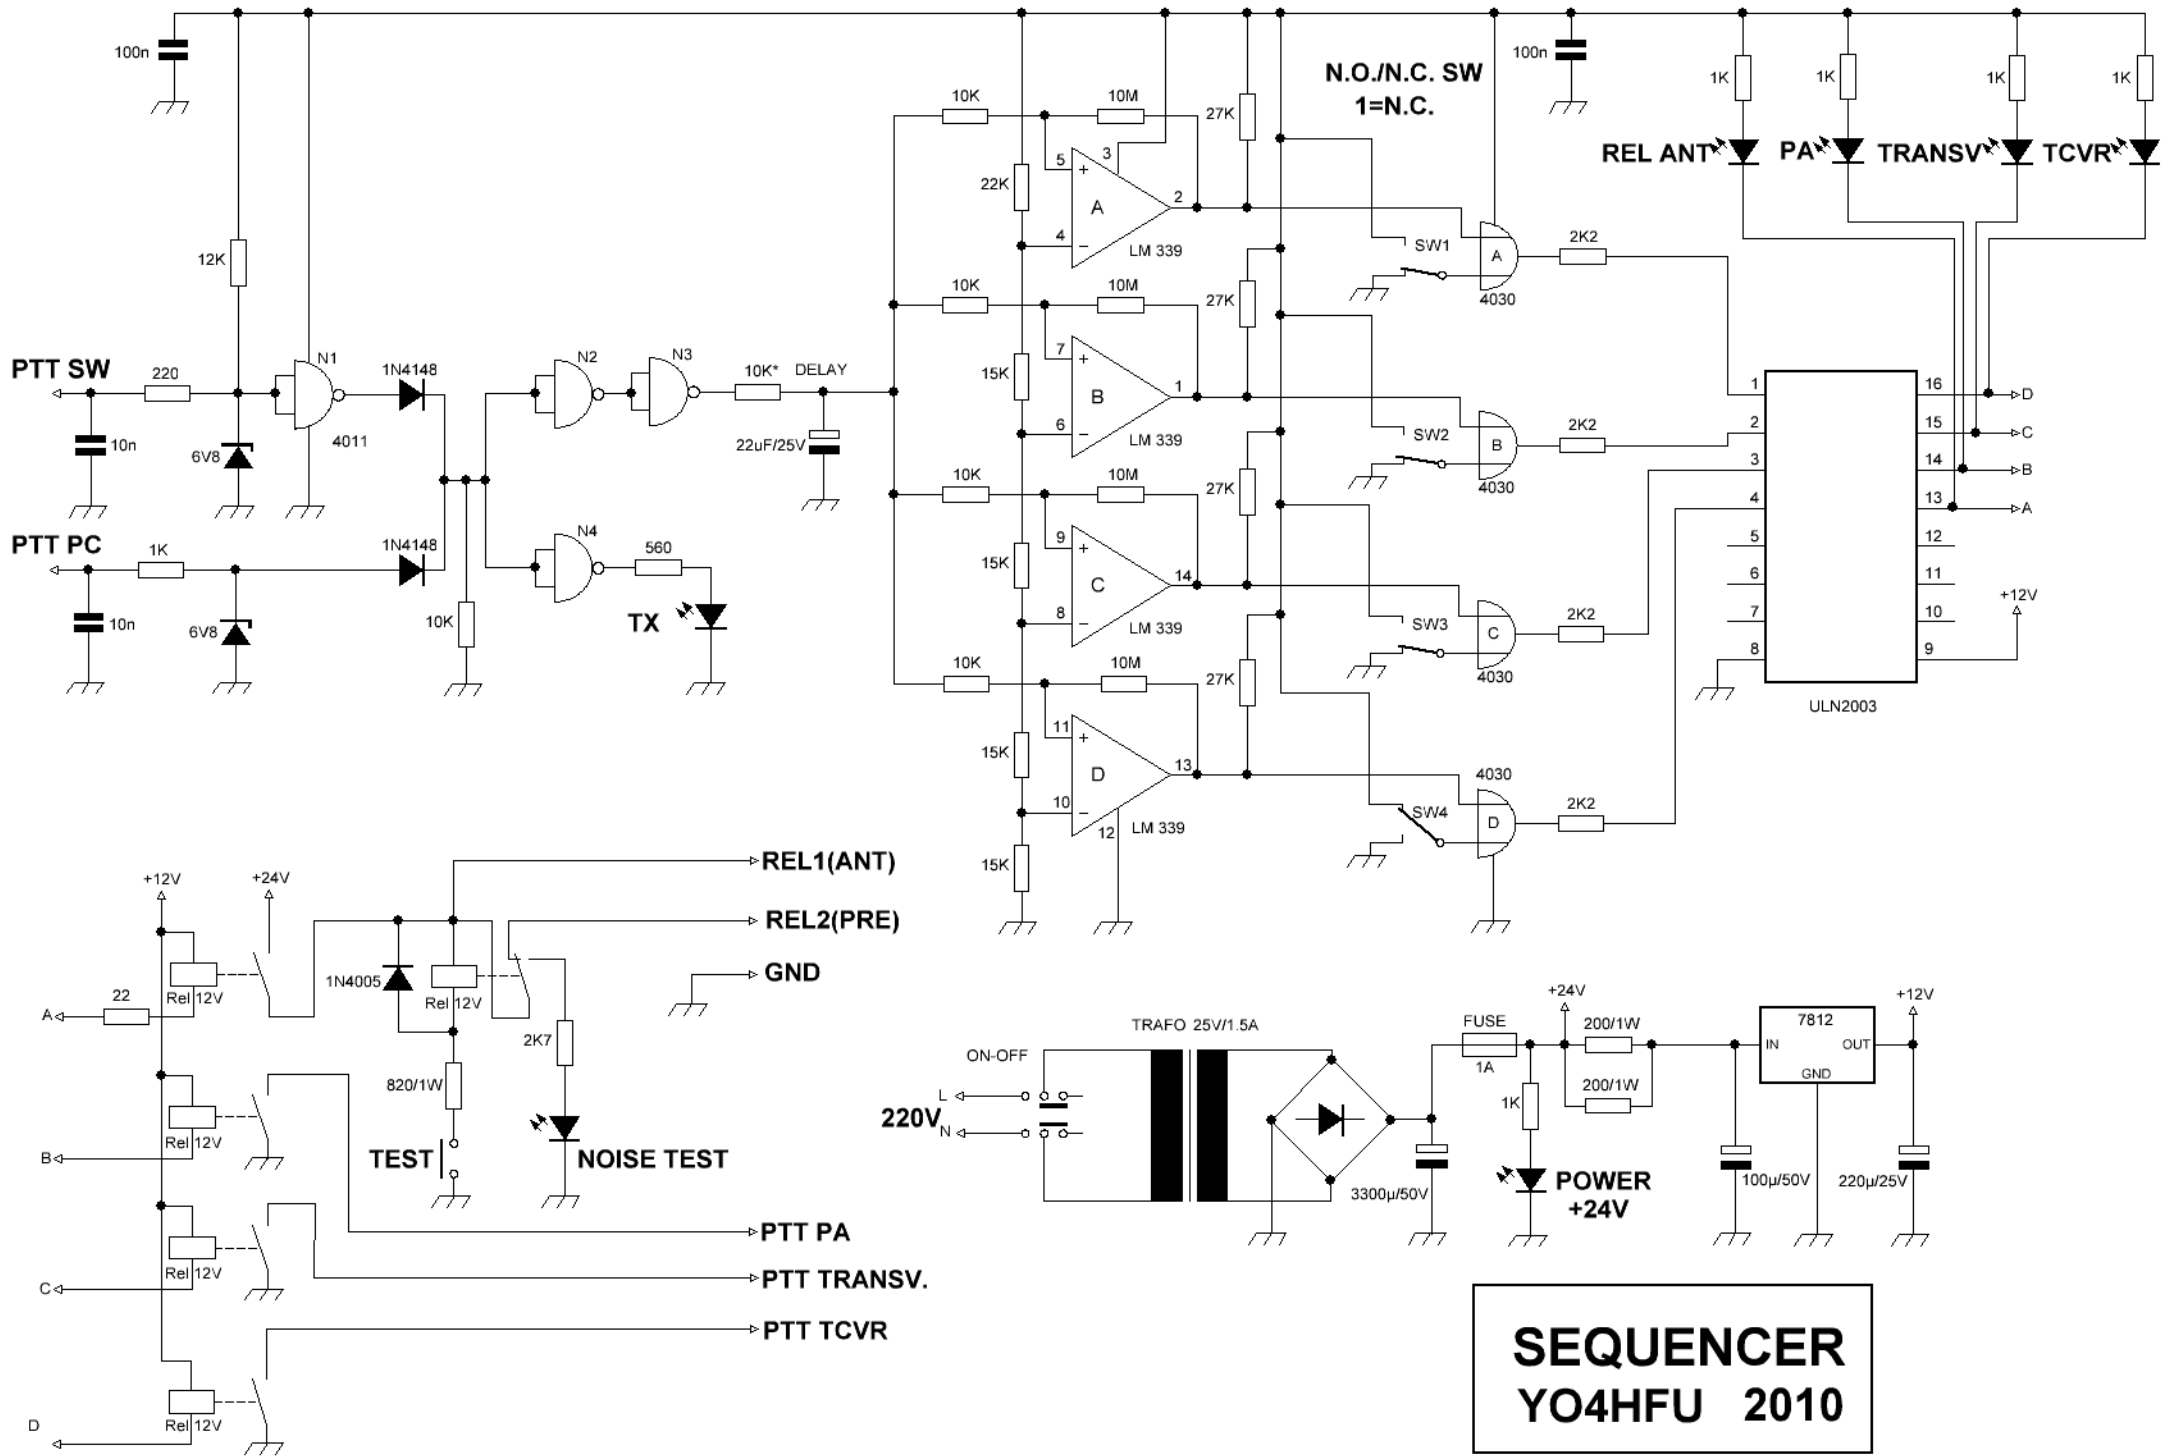 100n
12K
PTT SW
220
10n
6V8
N1
4011
1N4148
PTT PC
1K
10n
6V8
1N4148
10K
N2
N3
10K*
DELAY
22uF/25V
N4
560
TX
10K
10M
27K
22K
5
+
3
A
2
4
−
LM 339
10K
10M
27K
15K
7
+
B
1
6
−
LM 339
10K
10M
27K
15K
9
+
C
14
8
−
LM 339
10K
10M
27K
15K
11
+
D
13
10
−
12
LM 339
15K
N.O./N.C. SW
1=N.C.
100n
SW1
A
4030
2K2
SW2
B
4030
2K2
SW3
C
4030
2K2
SW4
4030
D
2K2
1K
1K
1K
1K
REL ANT
PA
TRANSV
TCVR
1
16
D
2
15
C
3
14
B
4
13
A
5
12
6
11
7
10
8
9
+12V
ULN2003
+12V
+24V
Rel 12V
A
22
1N4005
Rel 12V
REL1(ANT)
REL2(PRE)
GND
2K7
820/1W
TEST
NOISE TEST
Rel 12V
B
PTT PA
Rel 12V
C
PTT TRANSV.
PTT TCVR
Rel 12V
D
TRAFO 25V/1.5A
ON-OFF
L
220V
N
3300µ/50V
FUSE
1A
+24V
200/1W
200/1W
1K
POWER
+24V
100µ/50V
7812
IN
OUT
GND
+12V
220µ/25V
SEQUENCER
YO4HFU 2010